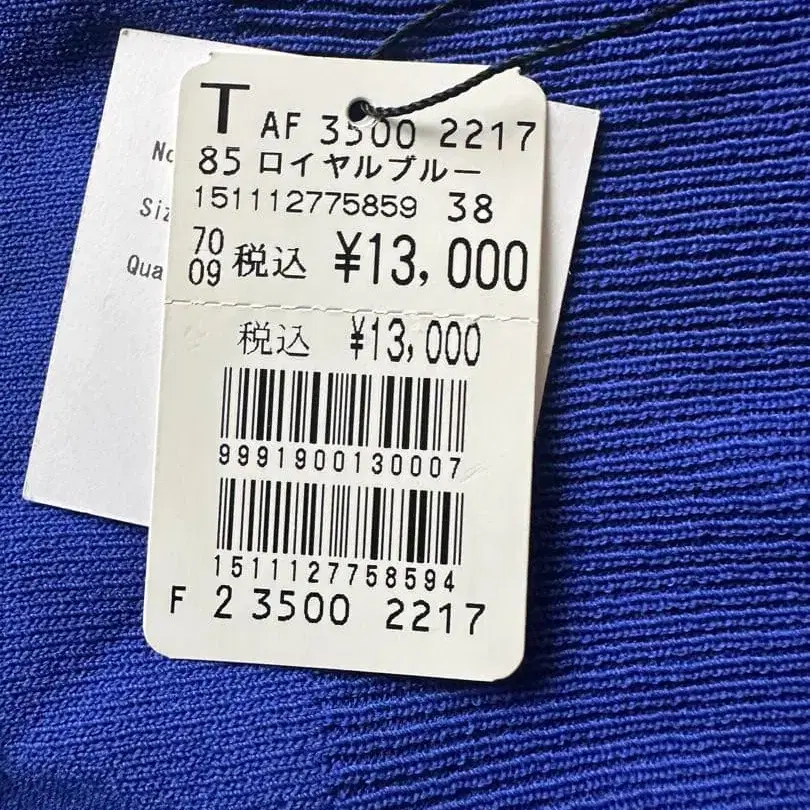 T AF 3500 2217
85 ロイヤルブルー
151112775859 38
70
09 税込 ¥13,000
税込 ¥13,000
9991900130007
1511127758594
F 2 3500 2217